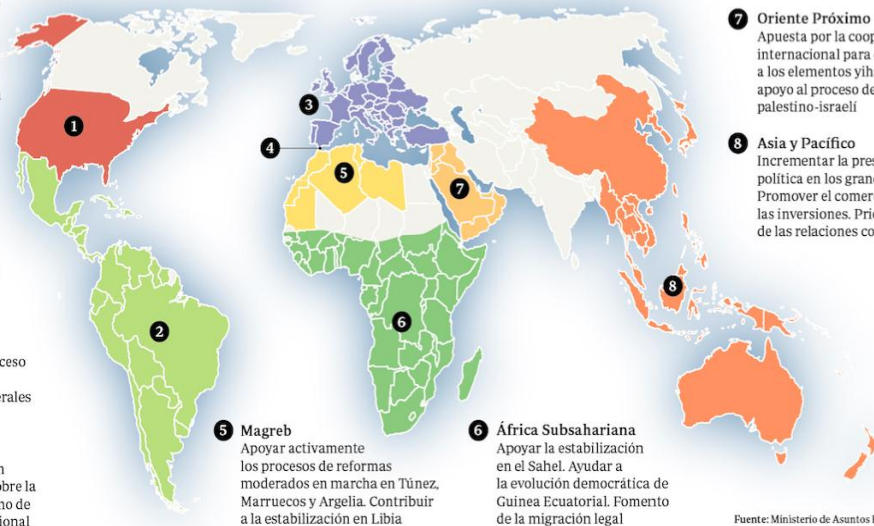 1
2
3
4
5
6
7
8
ceso
erales
n
obre la
no de
ional
5 Magreb
Apoyar activamente
los procesos de reformas
moderados en marcha en Túnez,
Marruecos y Argelia. Contribuir
a la estabilización en Libia
6 África Subsahariana
Apoyar la estabilización
en el Sahel. Ayudar a
la evolución democrática de
Guinea Ecuatorial. Fomento
de la migración legal
7 Oriente Próximo
Apuesta por la coop
internacional para
a los elementos yih
apoyo al proceso de
palestino-israelí
8 Asia y Pacífico
Incrementar la pres
política en los grand
Promover el comerc
las inversiones. Prio
de las relaciones co
Fuente: Ministerio de Asuntos